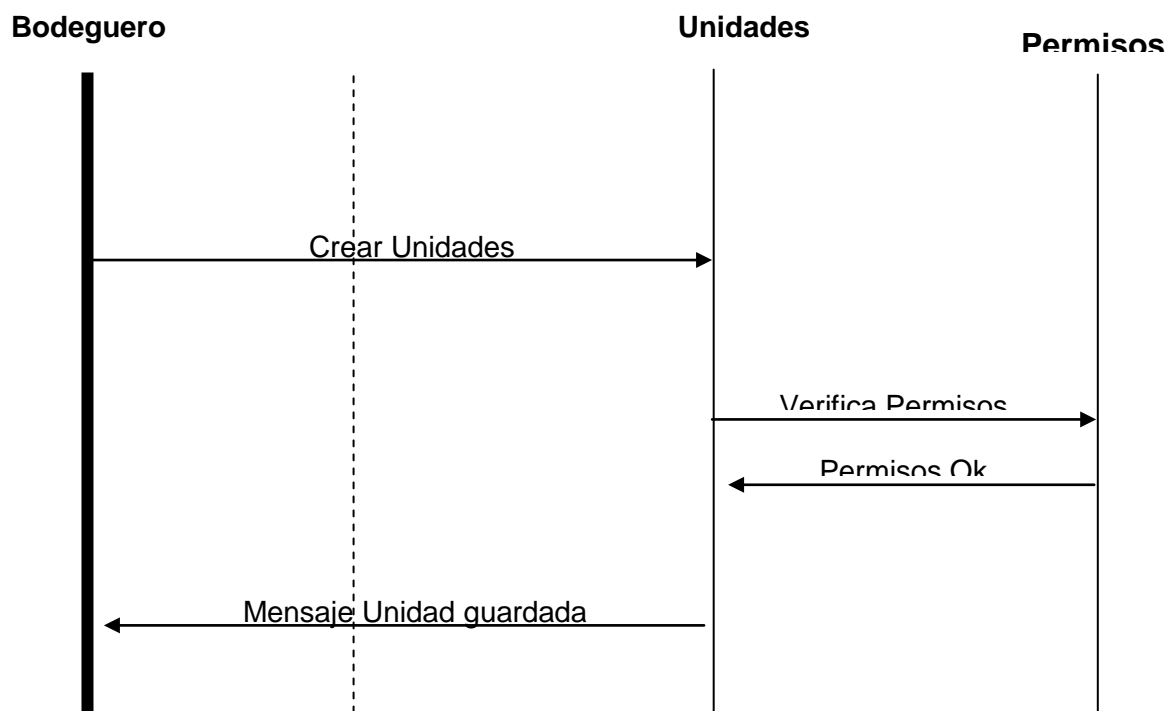 Bodeguero
Unidades
Permisos
Crear Unidades
Verifica Permisos
Permisos Ok
Mensaje Unidad guardada